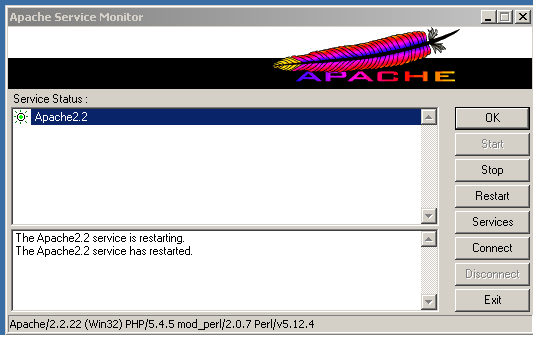 Apache Service Monitor
APACHE
Service Status :
Apache2.2
OK
Start
Stop
Restart
Services
Connect
Disconnect
Exit
The Apache2.2 service is restarting.
The Apache2.2 service has restarted.
Apache/2.2.22 (Win32) PHP/5.4.5 mod_perl/2.0.7 Perl/v5.12.4